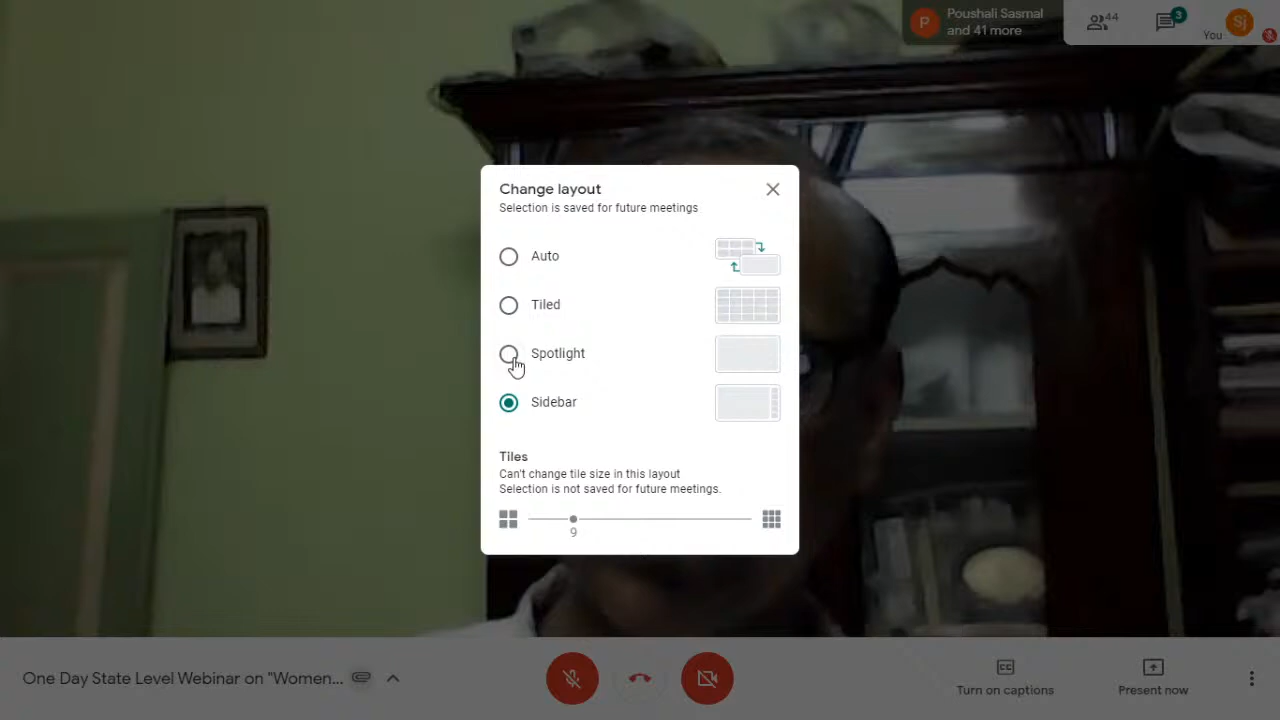 P
Poushali Sasmal
and 41 more
44
3
You
Sj
Change layout
Selection is saved for future meetings
Auto
Tiled
Spotlight
Sidebar
Tiles
Can't change tile size in this layout
Selection is not saved for future meetings.
9
One Day State Level Webinar on "Women...
CC
Turn on captions
Present now